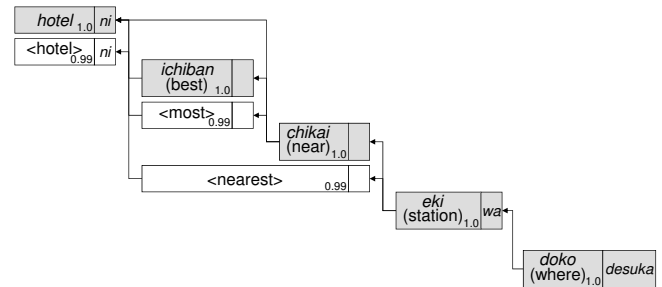 hotel 1.0 ni
<hotel> 0.99 ni
ichiban
(best) 1.0
<most> 0.99
chikai
(near) 1.0
<nearest> 0.99
eki
(station) 1.0 wa
doko
(where) 1.0 desuka